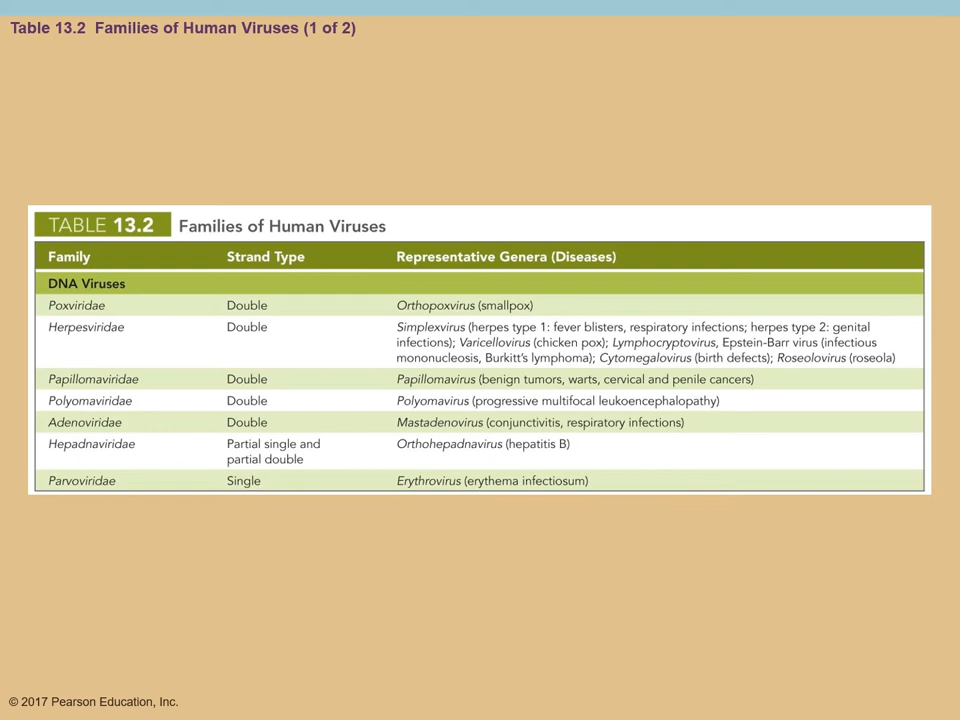 Table 13.2 Families of Human Viruses (1 of 2)
TABLE 13.2 Families of Human Viruses
Family Strand Type Representative Genera (Diseases)
DNA Viruses
Poxviridae Double Orthopoxvirus (smallpox)
Herpesviridae Double Simplexvirus (herpes type 1: fever blisters, respiratory infections; herpes type 2: genital
infections); Varicellovirus (chicken pox); Lymphocryptovirus, Epstein-Barr virus (infectious
mononucleosis, Burkitt's lymphoma); Cytomegalovirus (birth defects); Roseolovirus (roseola)
Papillomaviridae Double Papillomavirus (benign tumors, warts, cervical and penile cancers)
Polyomaviridae Double Polyomavirus (progressive multifocal leukoencephalopathy)
Adenoviridae Double Mastadenovirus (conjunctivitis, respiratory infections)
Hepadnaviridae Partial single and Orthohepadnavirus (hepatitis B)
partial double
Parvoviridae Single Erythrovirus (erythema infectiosum)
© 2017 Pearson Education, Inc.